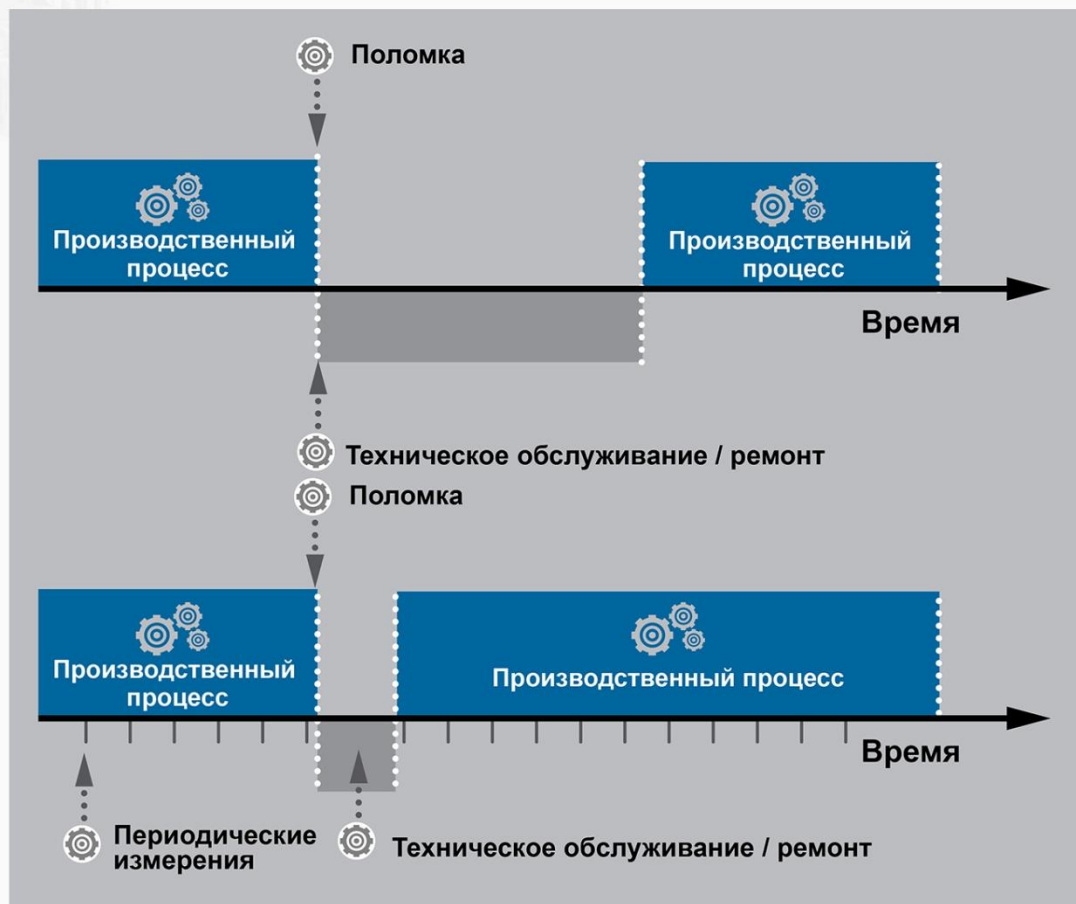 Поломка
Производственный
процесс
Производственный
процесс
Время
Техническое обслуживание / ремонт
Поломка
Производственный
процесс
Производственный процесс
Время
Периодические
измерения
Техническое обслуживание / ремонт